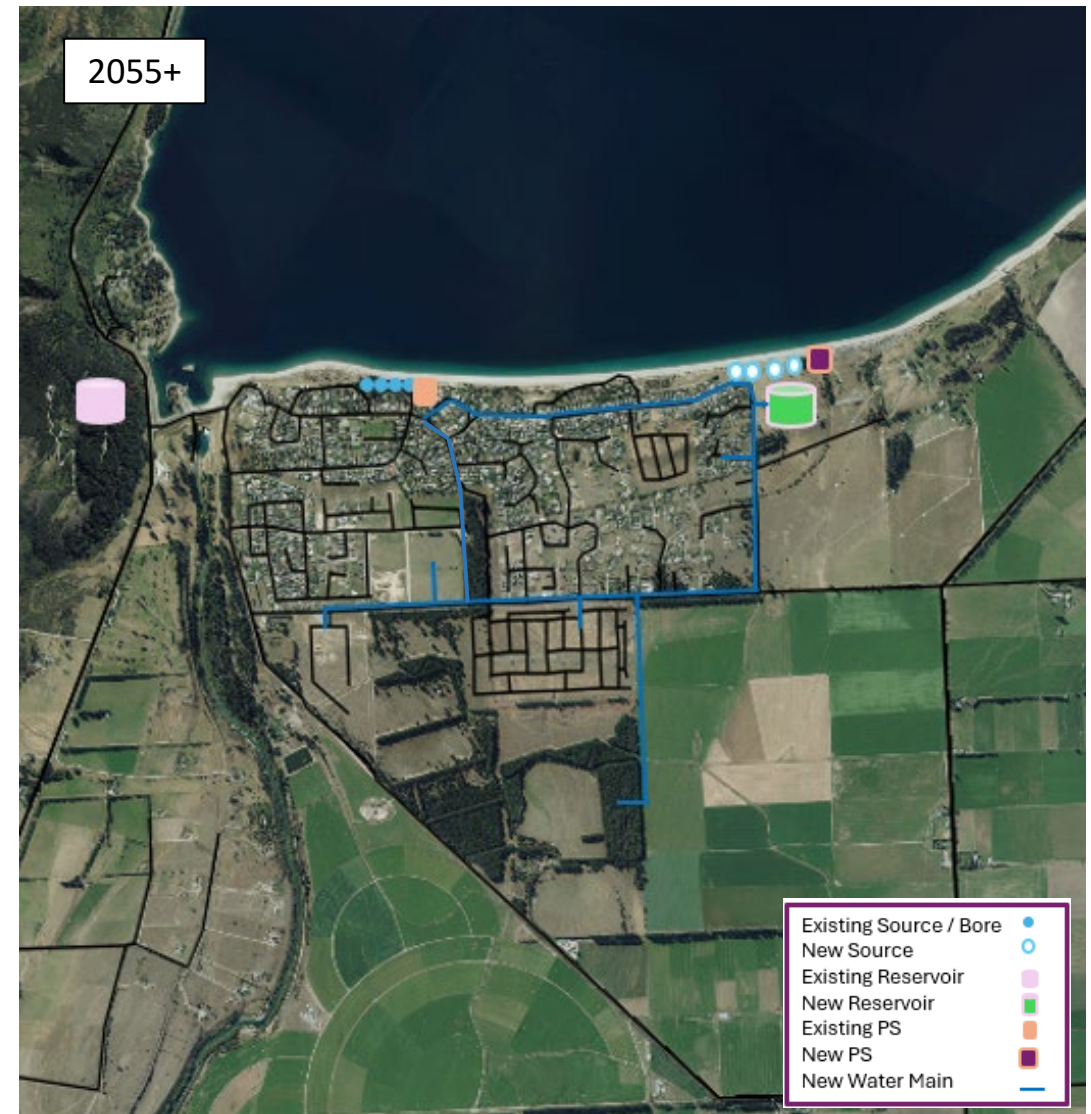 2055+
Existing Source / Bore
New Source
Existing Reservoir
New Reservoir
Existing PS
New PS
New Water Main